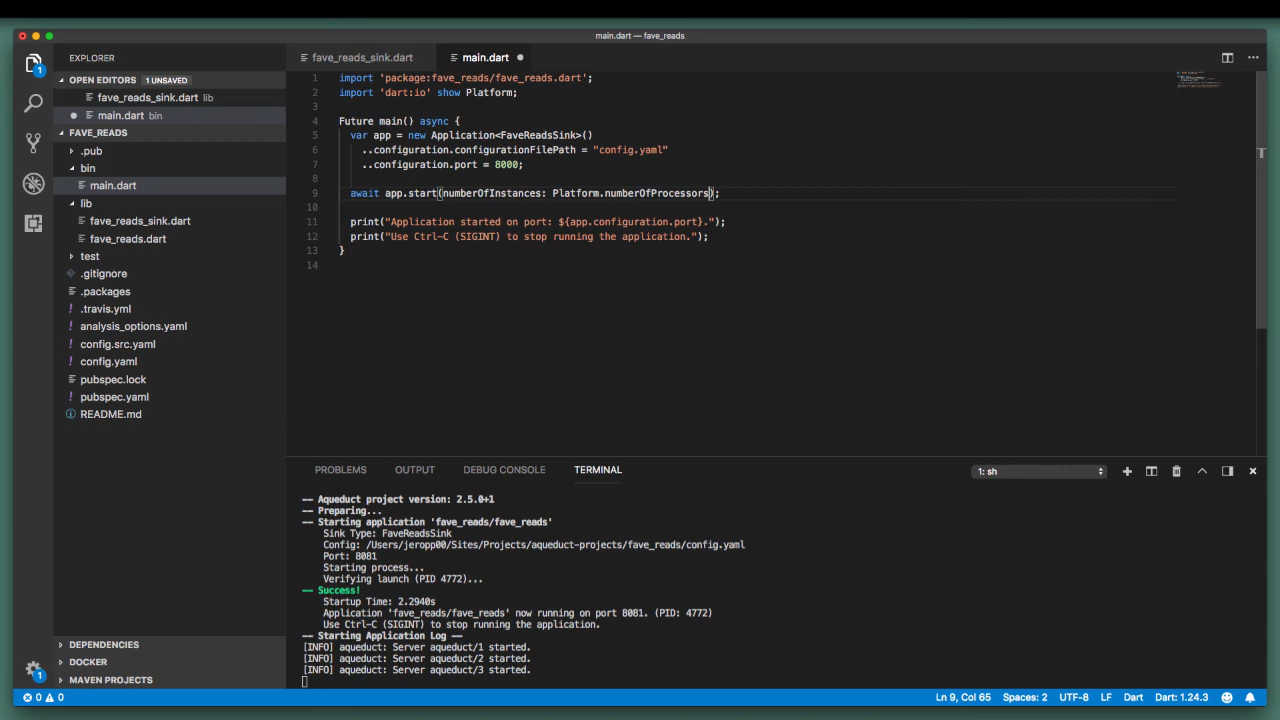 main.dart — fave_reads
EXPLORER
OPEN EDITORS 1 UNSAVED
fave_reads_sink.dart lib
main.dart bin
FAVE_READS
.pub
bin
main.dart
lib
fave_reads_sink.dart
fave_reads.dart
test
.gitignore
.packages
.travis.yml
analysis_options.yaml
config.src.yaml
config.yaml
pubspec.lock
pubspec.yaml
README.md
DEPENDENCIES
DOCKER
MAVEN PROJECTS
fave_reads_sink.dart main.dart
1 import 'package:fave_reads/fave_reads.dart';
2 import 'dart:io' show Platform;
3
4 Future main() async {
5 var app = new Application<FaveReadsSink>()
6 ..configuration.configurationFilePath = "config.yaml"
7 ..configuration.port = 8000;
8
9 await app.start(numberOfInstances: Platform.numberOfProcessors);
10
11 print("Application started on port: ${app.configuration.port}.");
12 print("Use Ctrl-C (SIGINT) to stop running the application.");
13 }
14
PROBLEMS OUTPUT DEBUG CONSOLE TERMINAL 1: sh
-- Aqueduct project version: 2.5.0+1
-- Preparing...
-- Starting application 'fave_reads/fave_reads'
Sink Type: FaveReadsSink
Config: /Users/jeropp00/Sites/Projects/aqueduct-projects/fave_reads/config.yaml
Port: 8081
Starting process...
Verifying launch (PID 4772)...
-- Success!
Startup Time: 2.2940s
Application 'fave_reads/fave_reads' now running on port 8081. (PID: 4772)
Use Ctrl-C (SIGINT) to stop running the application.
-- Starting Application Log --
[INFO] aqueduct: Server aqueduct/1 started.
[INFO] aqueduct: Server aqueduct/2 started.
[INFO] aqueduct: Server aqueduct/3 started.
0 0 Ln 9, Col 65 Spaces: 2 UTF-8 LF Dart Dart: 1.24.3